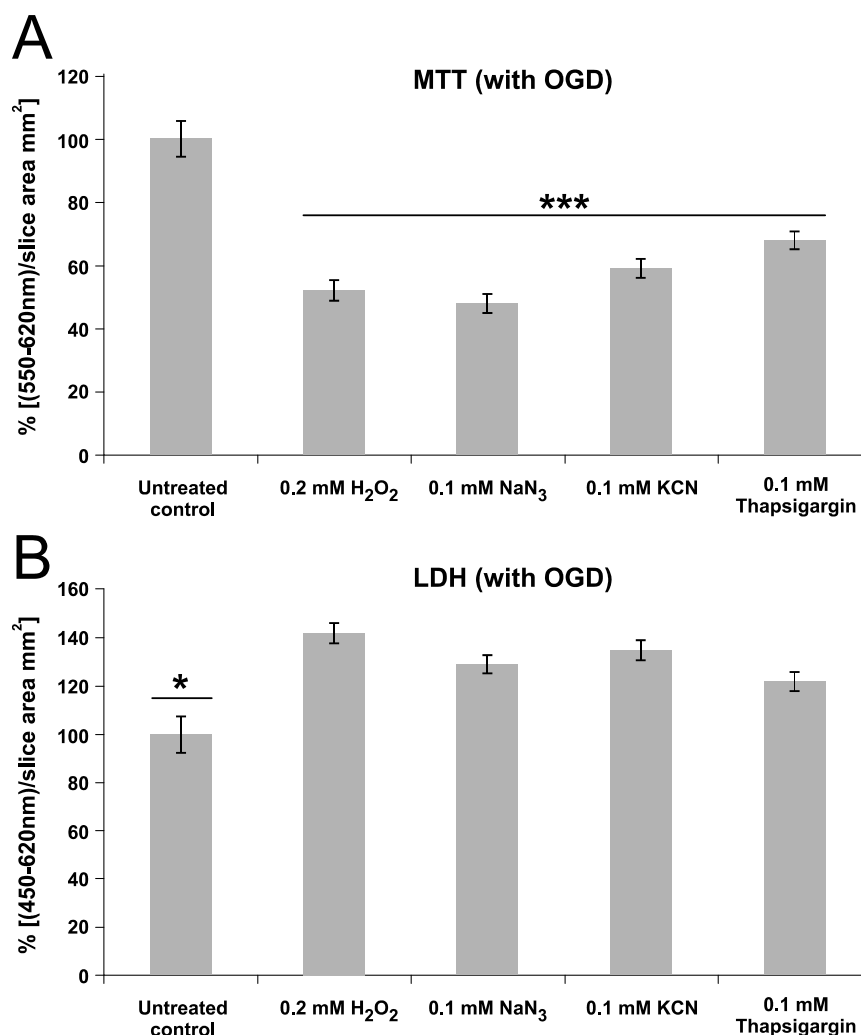 A
MTT (with OGD)
% [(550-620nm)/slice area mm²]
120
100
80
60
40
20
0
***
Untreated
control
0.2 mM H₂O₂
0.1 mM NaN₃
0.1 mM KCN
0.1 mM
Thapsigargin
B
LDH (with OGD)
% [(450-620nm)/slice area mm²]
160
140
120
100
80
60
40
20
0
*
Untreated
control
0.2 mM H₂O₂
0.1 mM NaN₃
0.1 mM KCN
0.1 mM
Thapsigargin